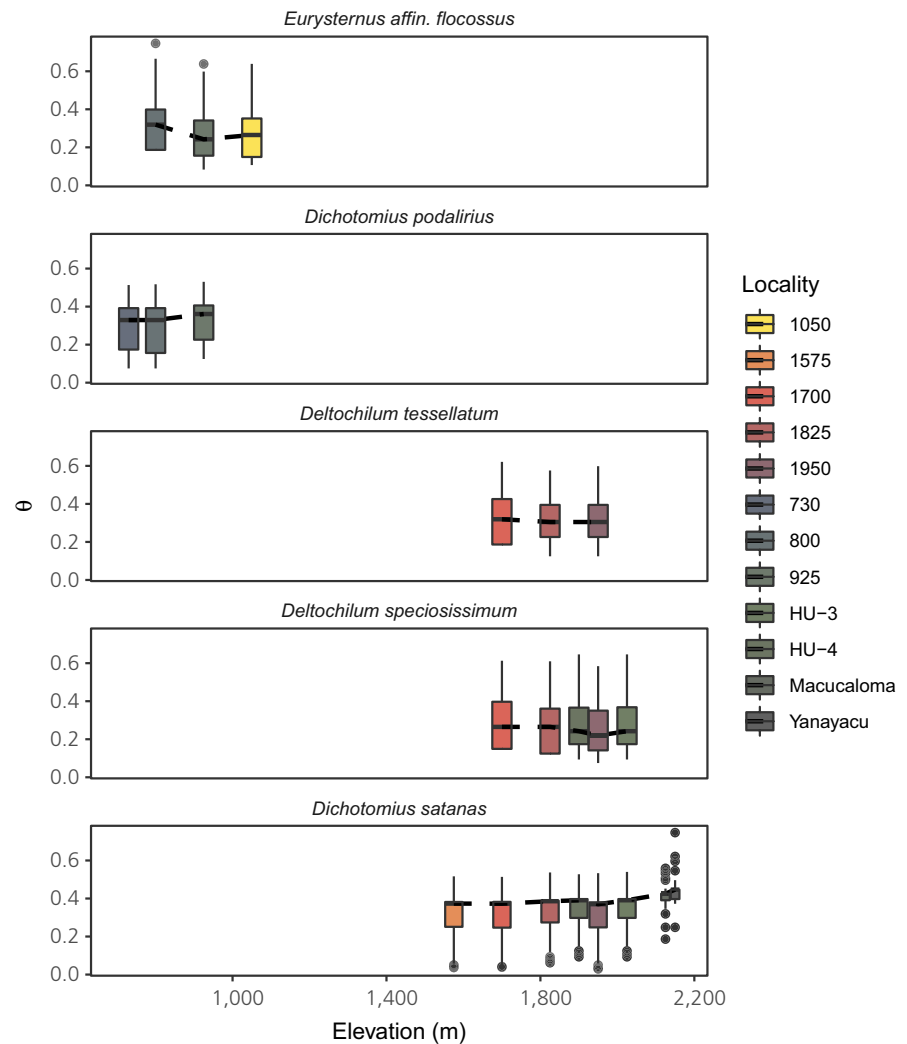 Eurysternus affin. flocossus
0.6
0.4
0.2
0.0
Dichotomius podalirius
0.6
0.4
0.2
0.0
Deltochilum tessellatum
0.6
0.4
0.2
0.0
Deltochilum speciosissimum
0.6
0.4
0.2
0.0
Dichotomius satanas
0.6
0.4
0.2
0.0
θ
1,000 1,400 1,800 2,200
Elevation (m)
Locality
1050
1575
1700
1825
1950
730
800
925
HU−3
HU−4
Macucaloma
Yanayacu